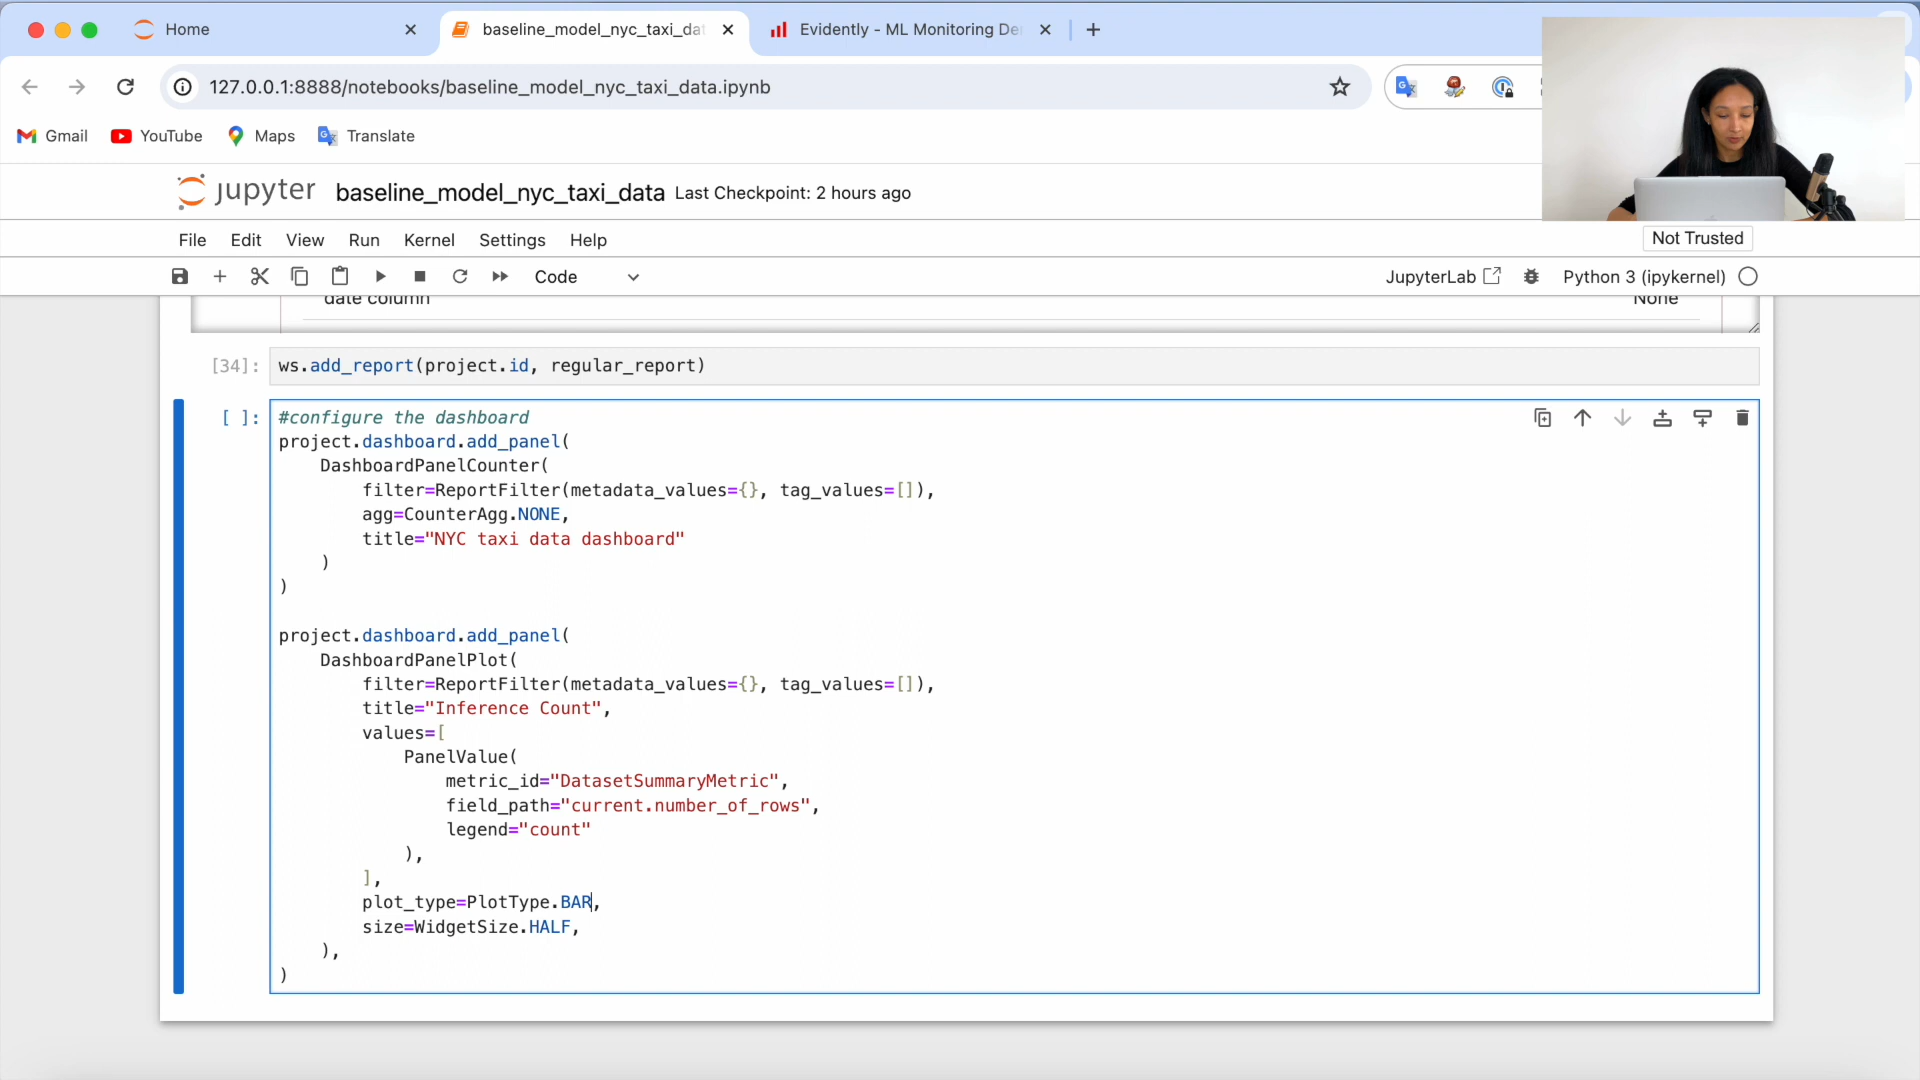 Home
baseline_model_nyc_taxi_dat
Evidently - ML Monitoring De
127.0.0.1:8888/notebooks/baseline_model_nyc_taxi_data.ipynb
Gmail
YouTube
Maps
Translate
jupyter
baseline_model_nyc_taxi_data
Last Checkpoint: 2 hours ago
File
Edit
View
Run
Kernel
Settings
Help
Not Trusted
Code
JupyterLab
Python 3 (ipykernel)
date column
None
[34]:
ws.add_report(project.id, regular_report)
[ ]:
#configure the dashboard
project.dashboard.add_panel(
    DashboardPanelCounter(
        filter=ReportFilter(metadata_values={}, tag_values=[]),
        agg=CounterAgg.NONE,
        title="NYC taxi data dashboard"
    )
)
project.dashboard.add_panel(
    DashboardPanelPlot(
        filter=ReportFilter(metadata_values={}, tag_values=[]),
        title="Inference Count",
        values=[
            PanelValue(
                metric_id="DatasetSummaryMetric",
                field_path="current.number_of_rows",
                legend="count"
            ),
        ],
        plot_type=PlotType.BAR,
        size=WidgetSize.HALF,
    ),
)